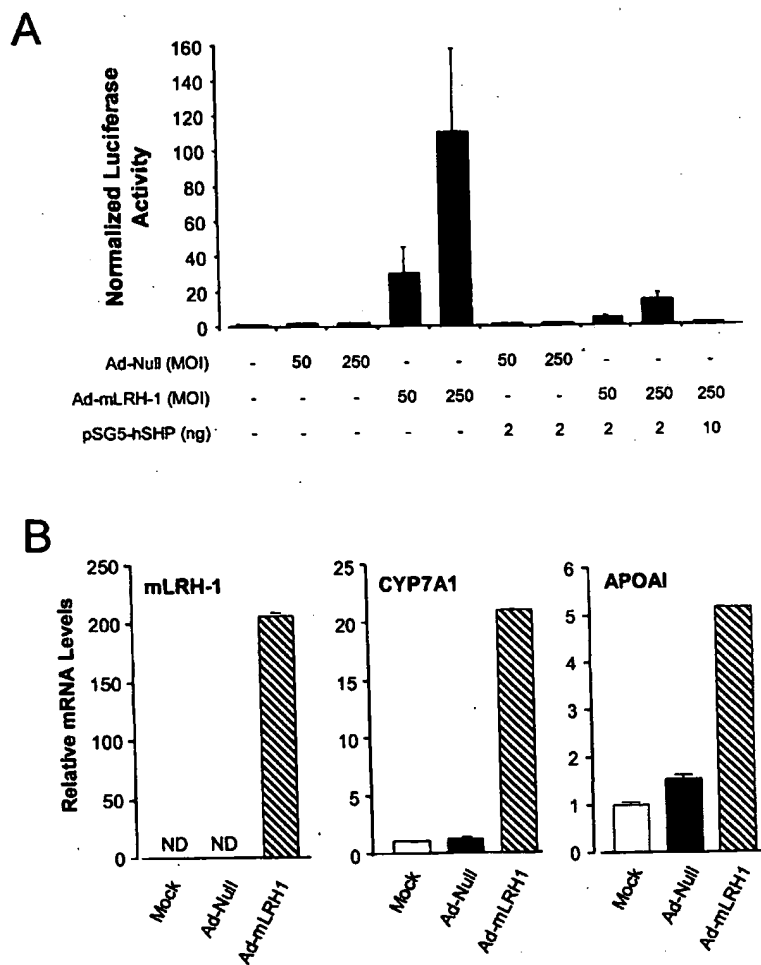 A
Normalized Luciferase
Activity
160
140
120
100
80
60
40
20
0
Ad-Null (MOI) - 50 250 - - 50 250 - - -
Ad-mLRH-1 (MOI) - - - 50 250 - - 50 250 250
pSG5-hSHP (ng) - - - - - 2 2 2 2 10
B
Relative mRNA Levels
250
200
150
100
50
0
mLRH-1
ND ND
Mock
Ad-Null
Ad-mLRH1
25
20
15
10
5
0
CYP7A1
Mock
Ad-Null
Ad-mLRH1
6
5
4
3
2
1
0
APOAI
Mock
Ad-Null
Ad-mLRH1